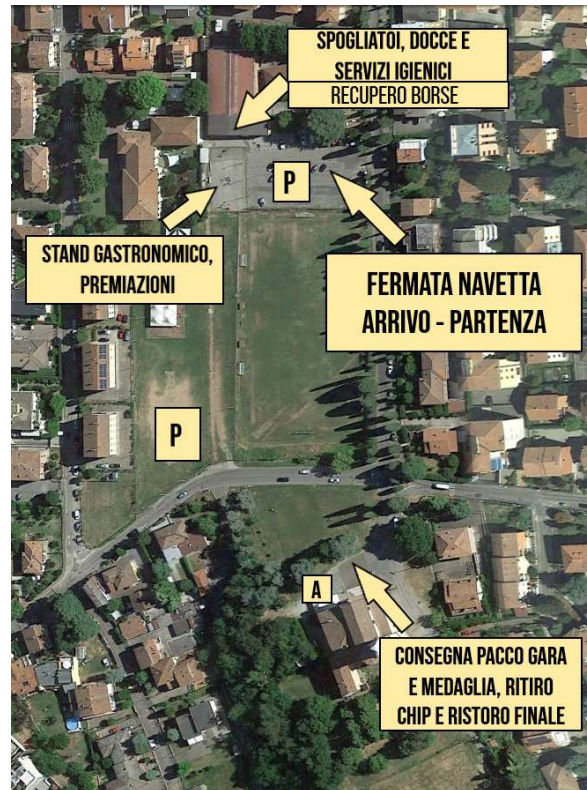 SPOGLIATOI, DOCCE E
SERVIZI IGIENICI
RECUPERO BORSE
P
STAND GASTRONOMICO,
PREMIAZIONI
FERMATA NAVETTA
ARRIVO - PARTENZA
P
A
CONSEGNA PACCO GARA
E MEDAGLIA, RITIRO
CHIP E RISTORO FINALE